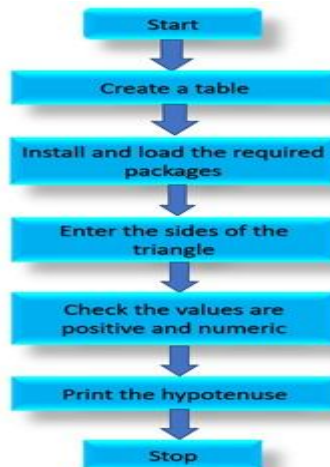 Start
Create a table
Install and load the required
packages
Enter the sides of the
triangle
Check the values are
positive and numeric
Print the hypotenuse
Stop